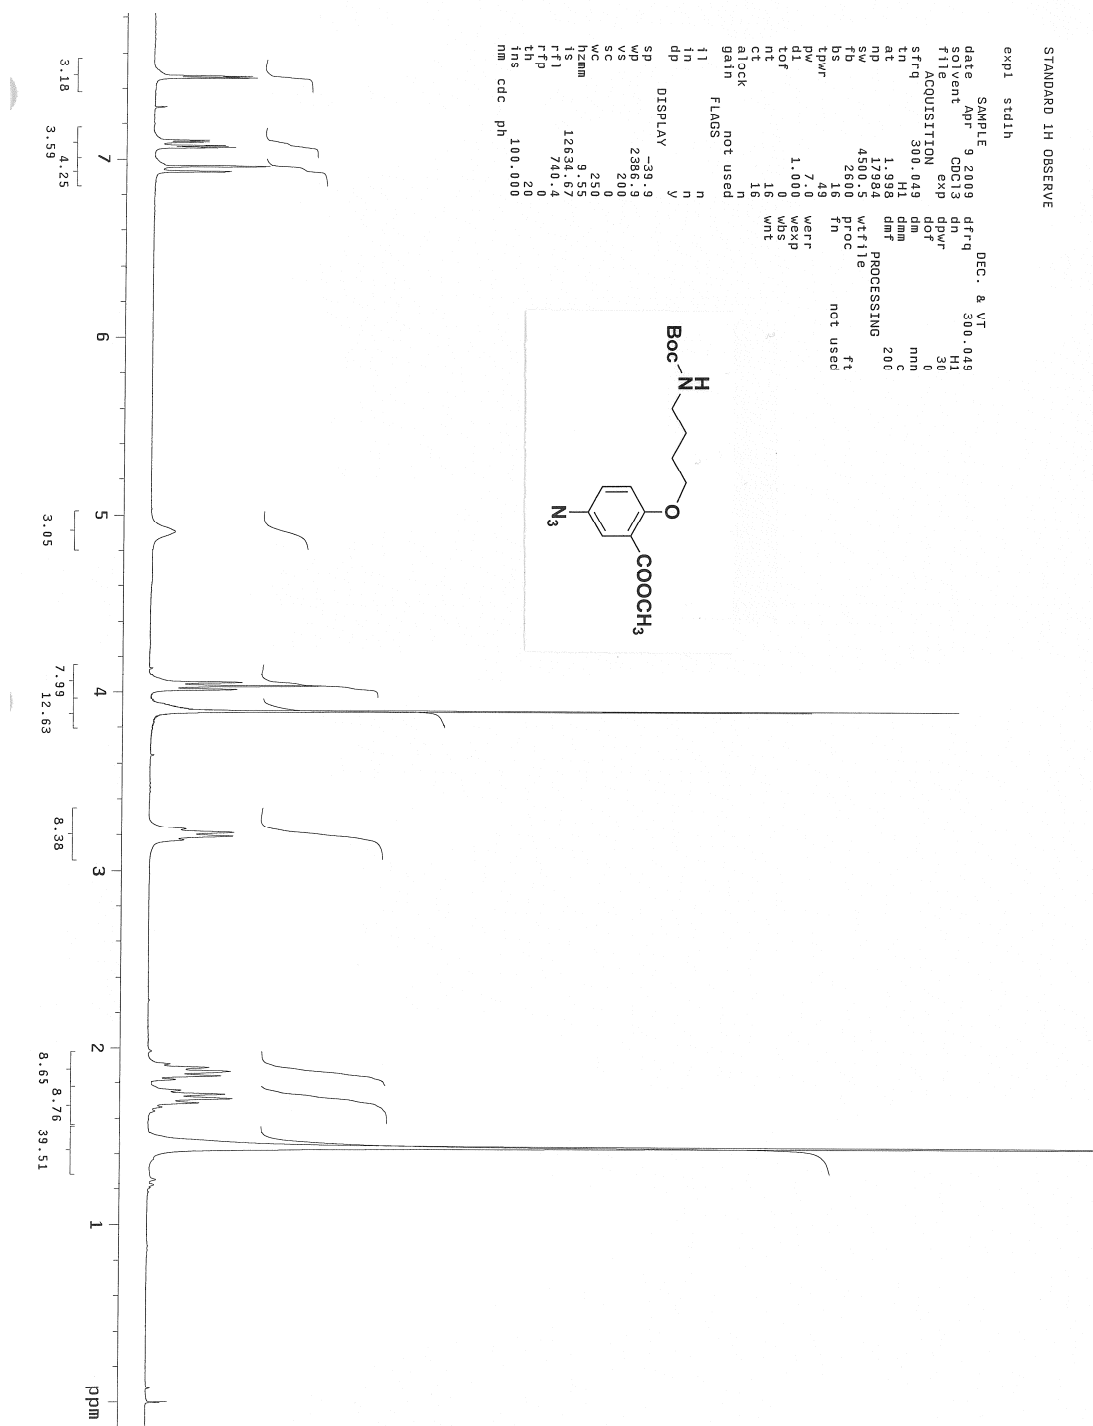 STANDARD 1H OBSERVE
exp1 std1h
SAMPLE
date Apr 9 2009
solvent CDCl3
file exp
ACQUISITION
sfrq 300.049
tn H1
at 1.998
np 17984
sw 4500.5
fb 2600
bs 16
tpwr 49
pw 7.0
d1 1.000
tof 0
nt 16
ct 16
alock n
gain not used
FLAGS
il n
in n
dp y
DISPLAY
sp -39.9
wp 2386.9
vs 200
sc 0
wc 250
hzmm 9.55
is 12634.67
rfl 740.4
rfp 0
th 20
ins 100.000
nm cdc ph
DEC. & VT
dfrq 300.049
dn H1
dpwr 30
dof 0
dm nnn
dmm c
dmf 200
PROCESSING
wtfile
proc ft
fn not used
werr
wexp
wbs
wnt
Boc
H
N
O
COOCH3
N3
7
6
5
4
3
2
1
ppm
3.18
3.59
4.25
3.05
7.99
12.63
8.38
8.65
8.76
39.51